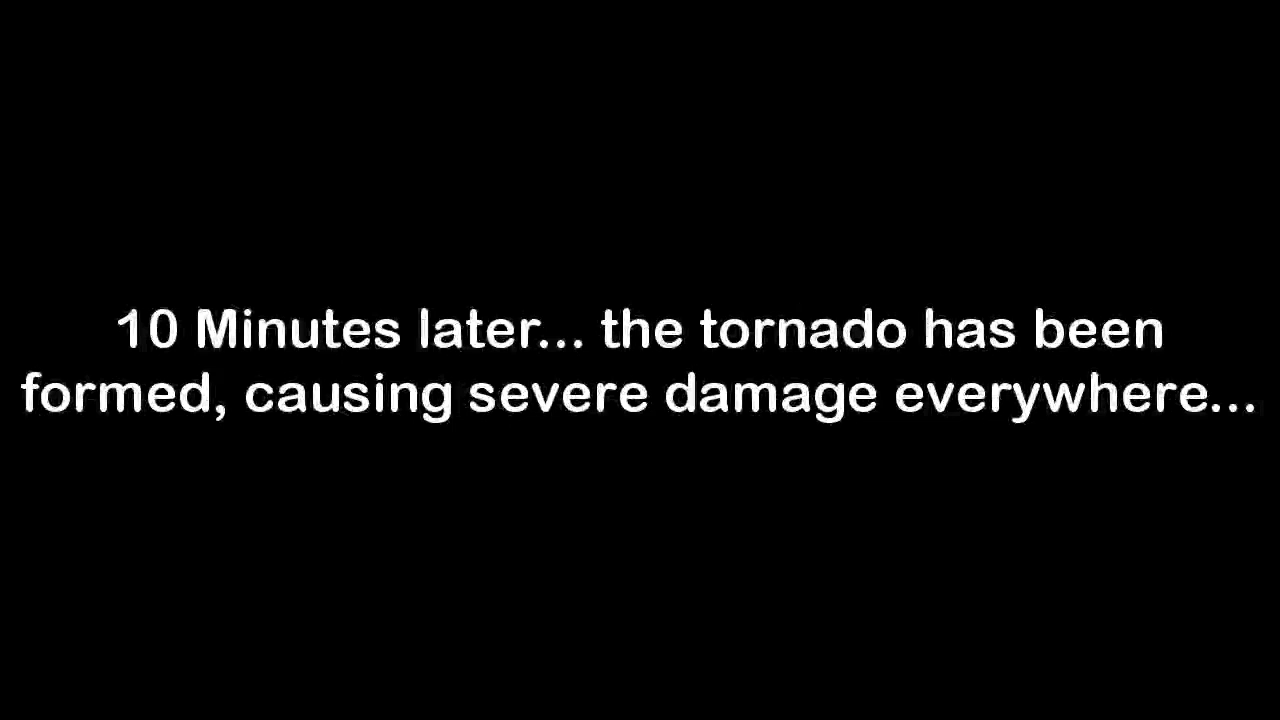 10 Minutes later... the tornado has been
formed, causing severe damage everywhere...